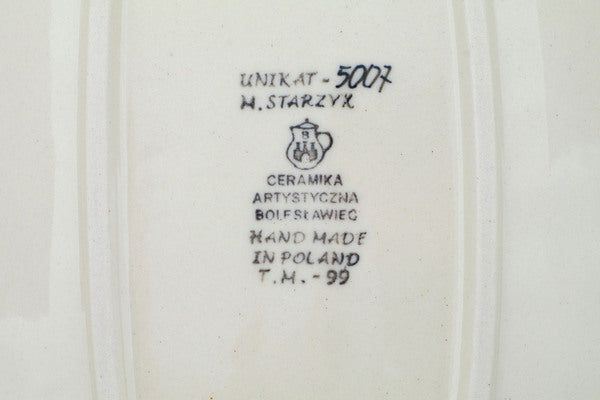 UNIKAT - 5007
M. STARZYK
B
CERAMIKA
ARTYSTYCZNA
BOLESŁAWIEC
HAND MADE
IN POLAND
T.M. - 99